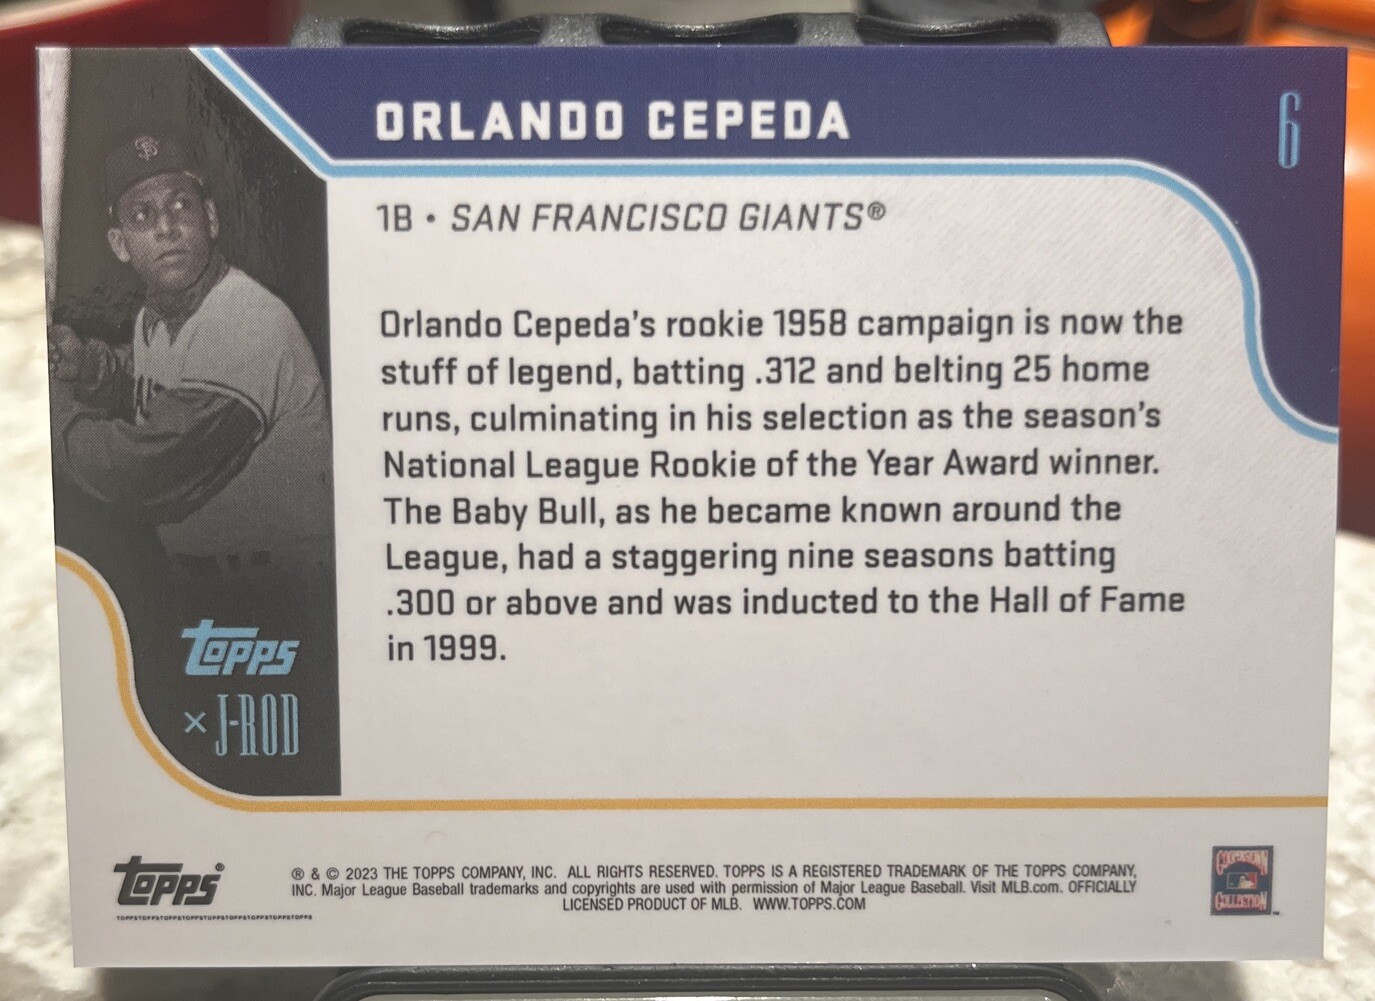 ORLANDO CEPEDA
6
1B • SAN FRANCISCO GIANTS®
Orlando Cepeda's rookie 1958 campaign is now the
stuff of legend, batting .312 and belting 25 home
runs, culminating in his selection as the season's
National League Rookie of the Year Award winner.
The Baby Bull, as he became known around the
League, had a staggering nine seasons batting
.300 or above and was inducted to the Hall of Fame
in 1999.
SF
Topps
× J-ROD
Topps®
TOPPSTOPPSTOPPSTOPPSTOPPSTOPPSTOPPSTOPPSTOPPS
® & © 2023 THE TOPPS COMPANY, INC. ALL RIGHTS RESERVED. TOPPS IS A REGISTERED TRADEMARK OF THE TOPPS COMPANY,
INC. Major League Baseball trademarks and copyrights are used with permission of Major League Baseball. Visit MLB.com. OFFICIALLY
LICENSED PRODUCT OF MLB. WWW.TOPPS.COM
COOPERSTOWN
COLLECTION™